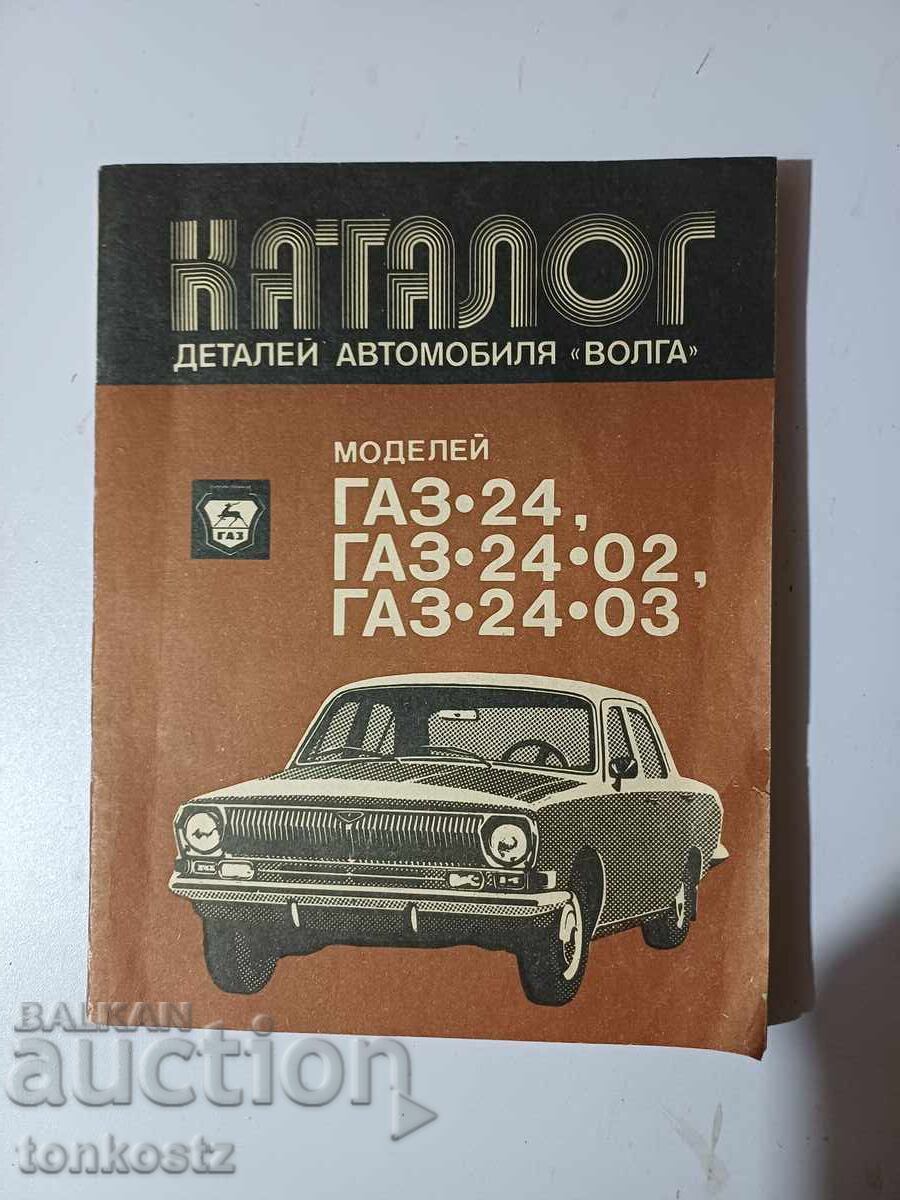 КАТАЛОГ
ДЕТАЛЕЙ АВТОМОБИЛЯ «ВОЛГА»
МОДЕЛЕЙ
ГАЗ
ГАЗ•24,
ГАЗ•24•02,
ГАЗ•24•03
BALKAN
auction
tonkostz